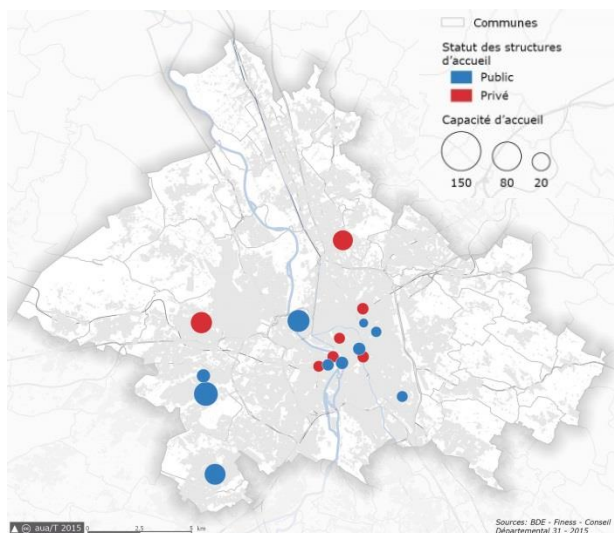 Communes
Statut des structures
d'accueil
Public
Privé
Capacité d'accueil
150 80 20
aua/T 2015 0 2,5 5 km
Sources: BDE - Finess - Conseil
Départemental 31 - 2015